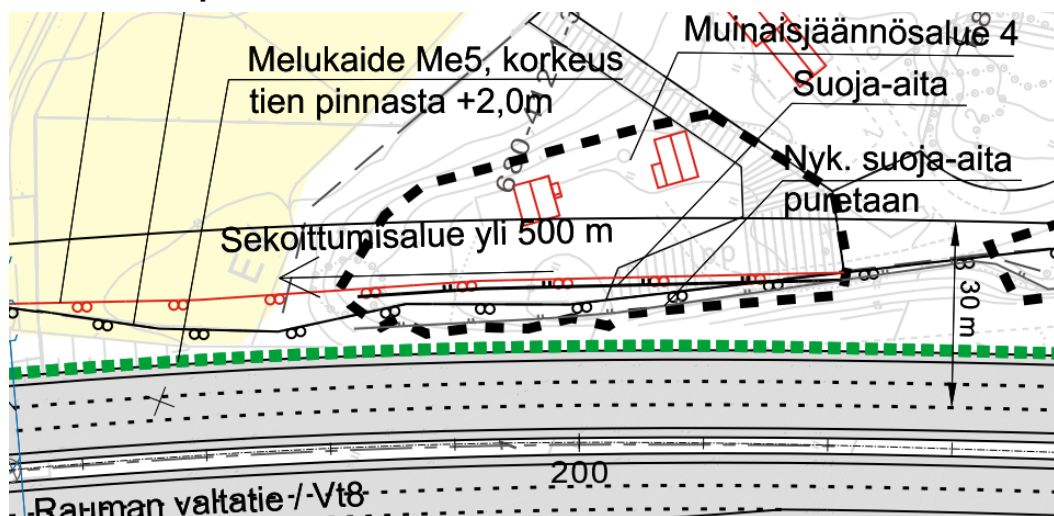 Muinaisjäännösalue 4
Melukaide Me5, korkeus
tien pinnasta +2,0m
Suoja-aita
Nyk. suoja-aita
puretaan
Sekoittumisalue yli 500 m
30 m
200
Rauman valtatie / Vt8